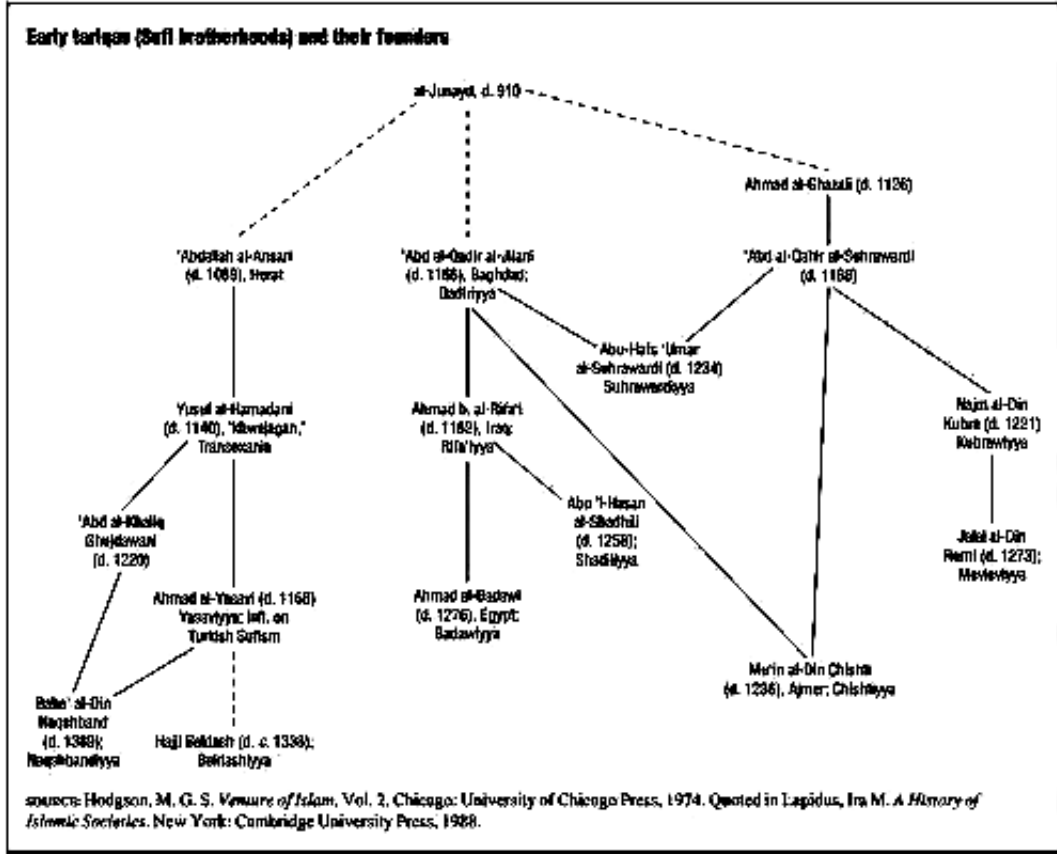 Early tariqas (Sufi brotherhoods) and their founders
al-Junayd, d. 910
Ahmad al-Ghazali (d. 1126)
'Abdallah al-Ansari
(d. 1089), Herat
'Abd al-Qadir al-Jilani
(d. 1166), Baghdad;
Qadiriyya
'Abd al-Qahir al-Sohrawardi
(d. 1168)
Abu-Hafs 'Umar
al-Sohrawardi (d. 1234)
Suhrawardiyya
Yusuf al-Hamadani
(d. 1140), "Khwajagan,"
Transoxania
Ahmad b. al-Rifa'i
(d. 1182), Iraq;
Rifa'iyya
Najm al-Din
Kubra (d. 1221)
Kubrawiyya
'Abd al-Khaliq
Ghujdawani
(d. 1220)
Abu 'l-Hasan
al-Shadhili
(d. 1258);
Shadiliyya
Jalal al-Din
Rumi (d. 1273);
Mevleviyya
Ahmad al-Yasavi (d. 1166)
Yasaviyya; infl. on
Turkish Sufism
Ahmad al-Badawi
(d. 1276), Egypt;
Badawiyya
Mu'in al-Din Chishti
(d. 1236), Ajmer; Chishtiyya
Baha' al-Din
Naqshband
(d. 1389);
Naqshbandiyya
Hajji Bektash (d. c. 1338);
Bektashiyya
SOURCE: Hodgson, M. G. S. Venture of Islam, Vol. 2, Chicago: University of Chicago Press, 1974. Quoted in Lapidus, Ira M. A History of
Islamic Societies. New York: Cambridge University Press, 1988.